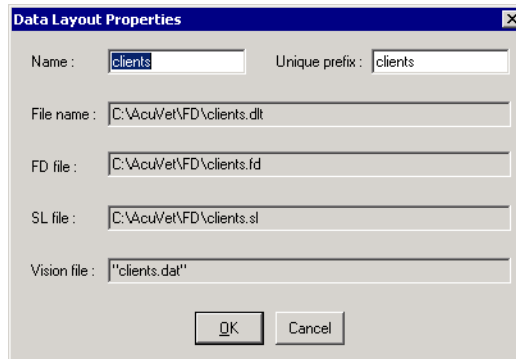 Data Layout Properties
Name : clients Unique prefix : clients
File name : C:\AcuVet\FD\clients.dlt
FD file : C:\AcuVet\FD\clients.fd
SL file : C:\AcuVet\FD\clients.sl
Vision file : "clients.dat"
OK Cancel